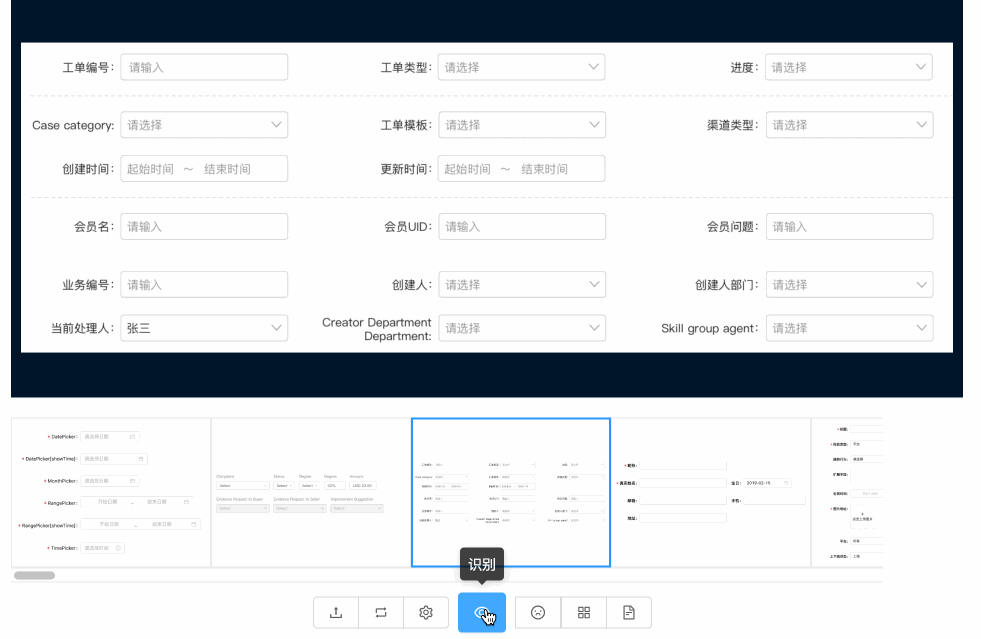 工单编号: 请输入 工单类型: 请选择 进度: 请选择
Case category: 请选择 工单模板: 请选择 渠道类型: 请选择
创建时间: 起始时间 ~ 结束时间 更新时间: 起始时间 ~ 结束时间
会员名: 请输入 会员UID: 请输入 会员问题: 请输入
业务编号: 请输入 创建人: 请选择 创建人部门: 请选择
当前处理人: 张三 Creator Department Department: 请选择 Skill group agent: 请选择
* DatePicker: 请选择日期
* DatePicker[showTime]: 请选择日期
* MonthPicker: 请选择日期
* RangePicker: 开始日期 ~ 结束日期
* RangePicker[showTime]: 开始日期 ~ 结束日期
* TimePicker: 请选择时间
Complaint Status Degree Degree Amount
Select Select Select 62% USD 23.00
Evidence Request to Buyer Evidence Request to Seller Improvement Suggestion
Select Select Select
* 昵称:
* 真实姓名: 生日: 2019-02-15
邮箱: 手机:
地址:
* 标题:
平台:
识别